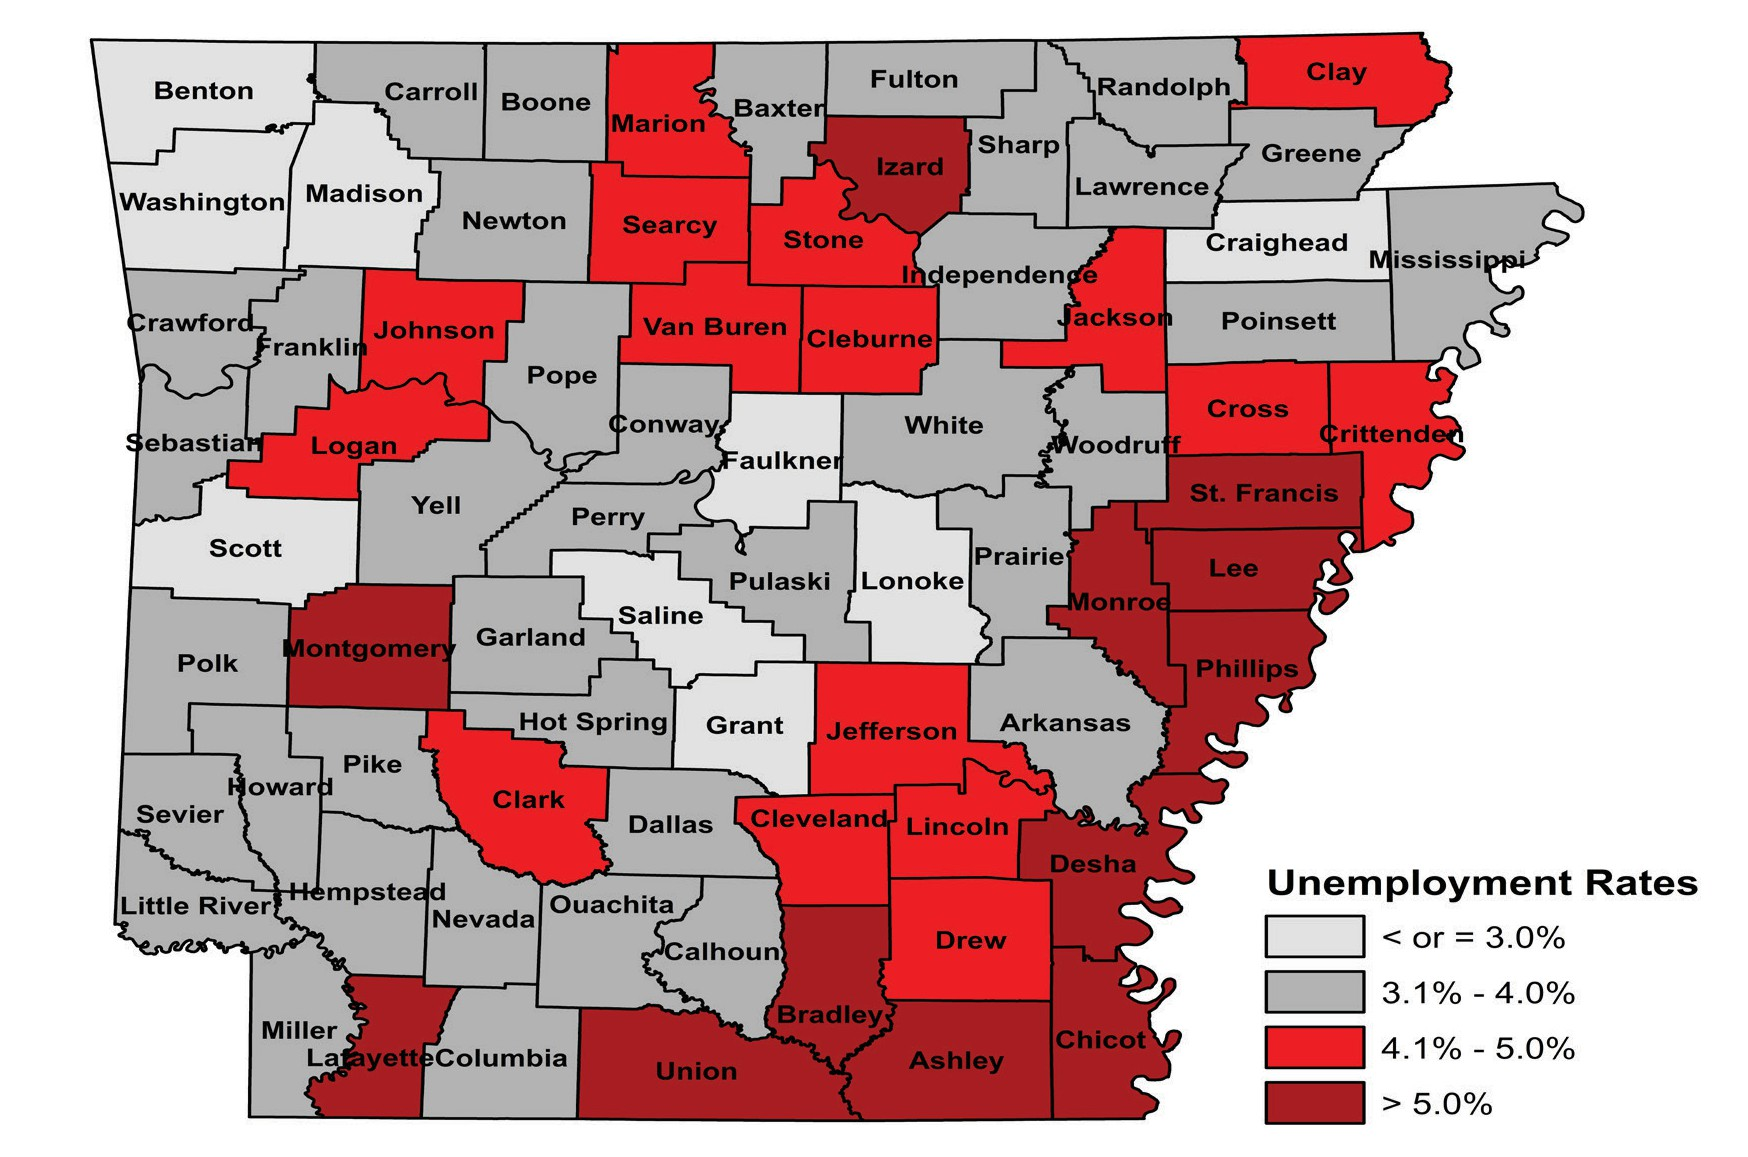 Benton
Carroll
Boone
Marion
Baxter
Fulton
Randolph
Clay
Izard
Sharp
Greene
Washington
Madison
Newton
Searcy
Stone
Lawrence
Craighead
Mississippi
Independence
Jackson
Poinsett
Crawford
Franklin
Johnson
Pope
Van Buren
Cleburne
Sebastian
Logan
Conway
Faulkner
White
Woodruff
Cross
Crittenden
Scott
Yell
Perry
Pulaski
Lonoke
Prairie
St. Francis
Lee
Monroe
Polk
Montgomery
Garland
Saline
Phillips
Hot Spring
Grant
Jefferson
Arkansas
Sevier
Howard
Pike
Clark
Dallas
Cleveland
Lincoln
Desha
Little River
Hempstead
Nevada
Ouachita
Calhoun
Drew
Miller
Lafayette
Columbia
Union
Bradley
Ashley
Chicot
Unemployment Rates
< or = 3.0%
3.1% - 4.0%
4.1% - 5.0%
> 5.0%